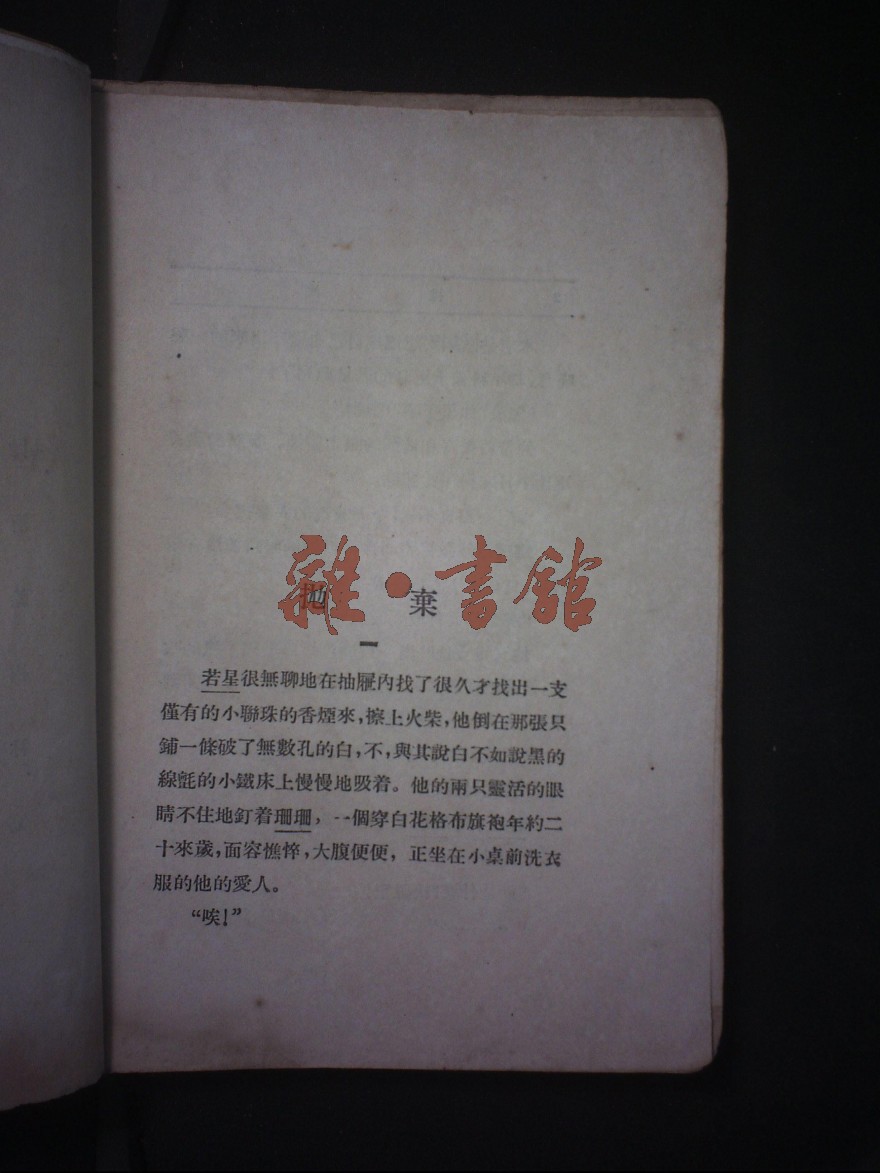 雜·書館
拋棄
一
若星很無聊地在抽屜內找了很久才找出一支
僅有的小聯珠的香煙來，擦上火柴，他倒在那張只
鋪一條破了無數孔的白，不，與其說白不如說黑的
線氈的小鐵床上慢慢地吸着。他的兩只靈活的眼
睛不住地釘着珊珊，一個穿白花格布旗袍年約二
十來歲，面容憔悴，大腹便便，正坐在小桌前洗衣
服的他的愛人。
“唉！”